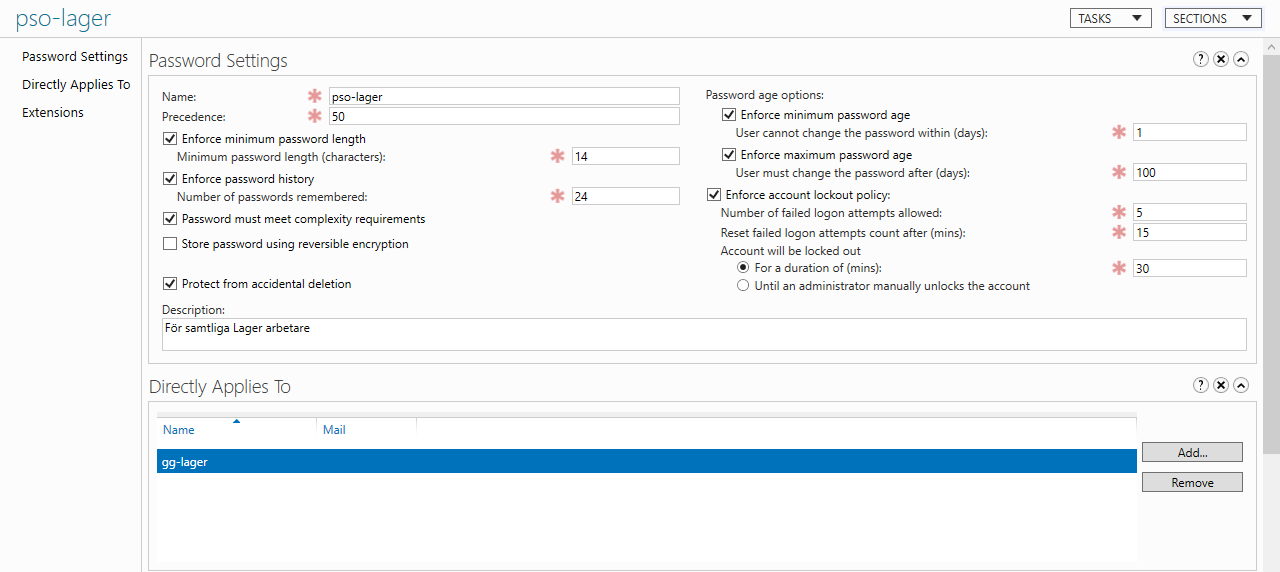 pso-lager
TASKS
SECTIONS
Password Settings
Directly Applies To
Extensions
Password Settings
Name:
pso-lager
Precedence:
50
Enforce minimum password length
Minimum password length (characters):
14
Enforce password history
Number of passwords remembered:
24
Password must meet complexity requirements
Store password using reversible encryption
Protect from accidental deletion
Password age options:
Enforce minimum password age
User cannot change the password within (days):
1
Enforce maximum password age
User must change the password after (days):
100
Enforce account lockout policy:
Number of failed logon attempts allowed:
5
Reset failed logon attempts count after (mins):
15
Account will be locked out
For a duration of (mins):
30
Until an administrator manually unlocks the account
Description:
För samtliga Lager arbetare
Directly Applies To
Name
Mail
gg-lager
Add...
Remove